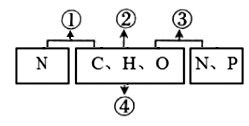 ① ② ③
N C、H、O N、P
④